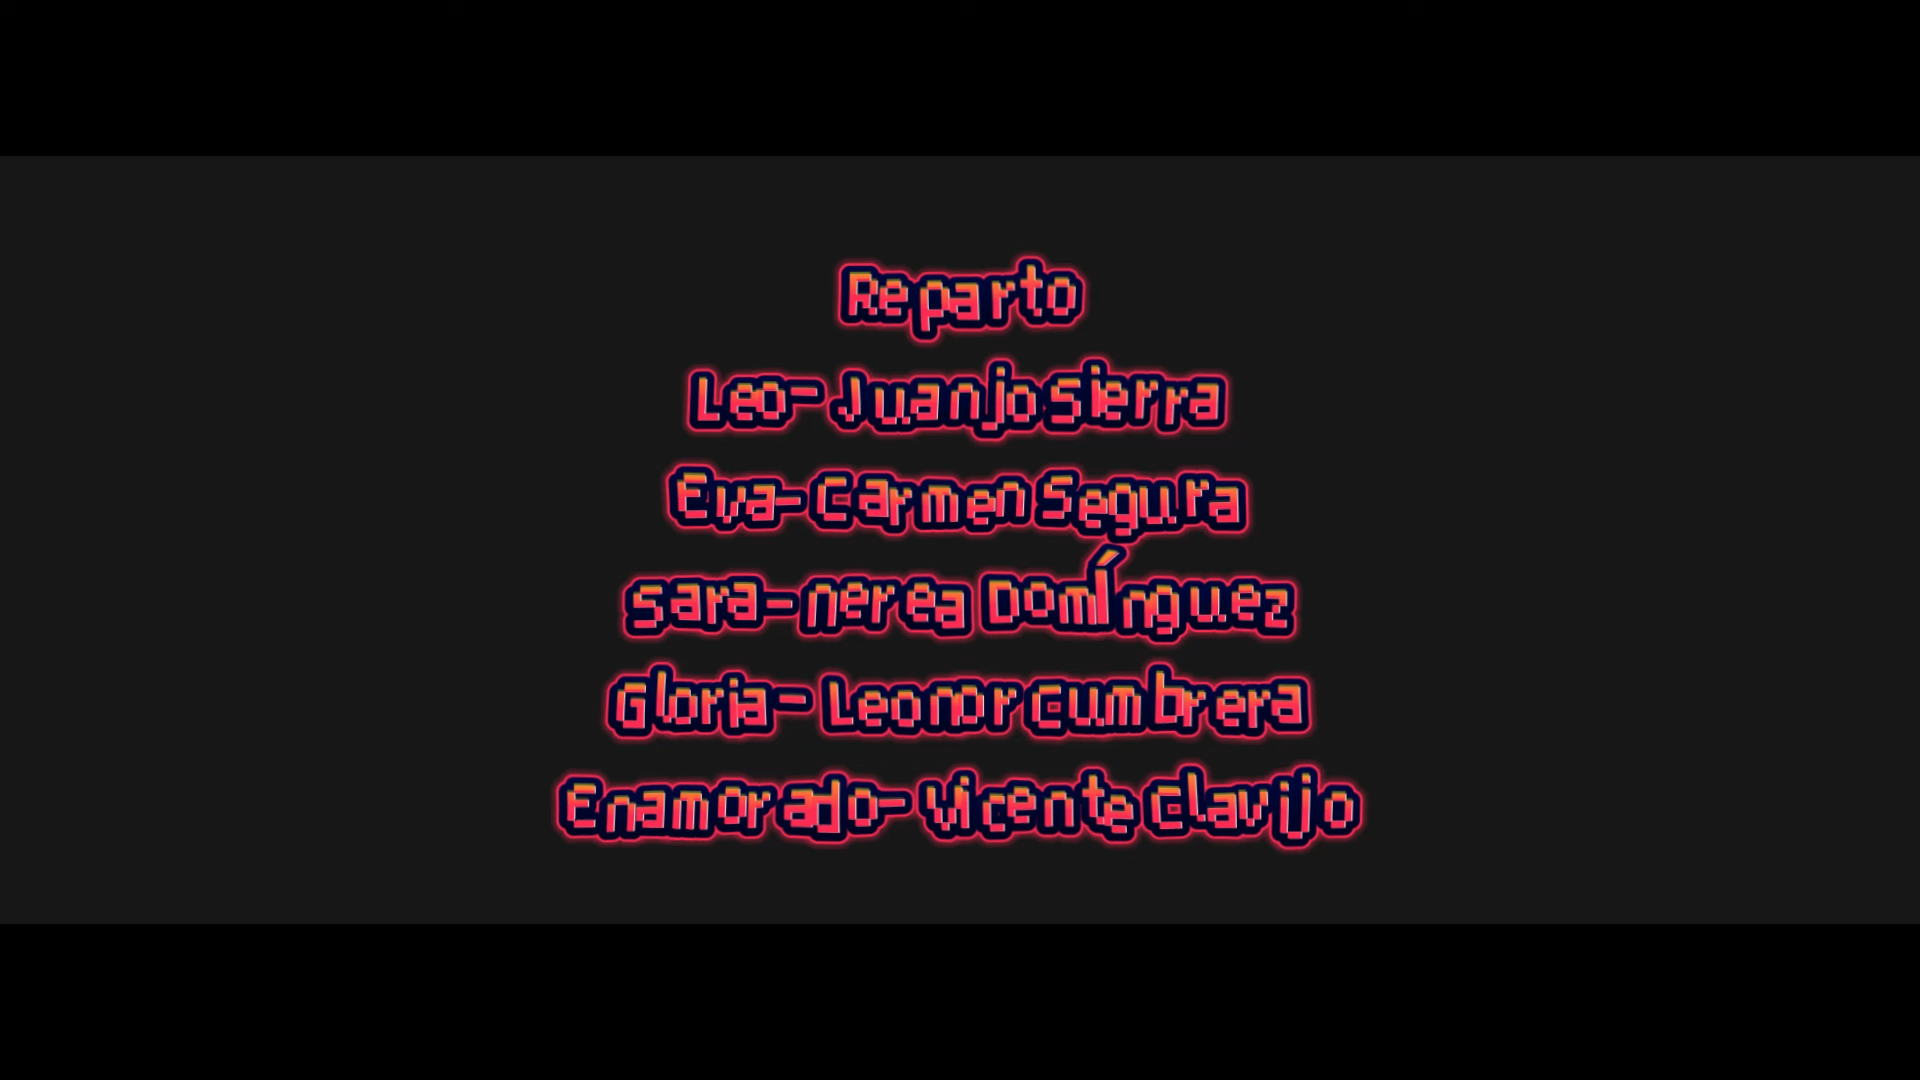 Reparto
Leo- Juanjo Sierra
Eva- Carmen Segura
Sara- Nerea Domínguez
Gloria- Leonor Cumbrera
Enamorado- Vicente Clavijo